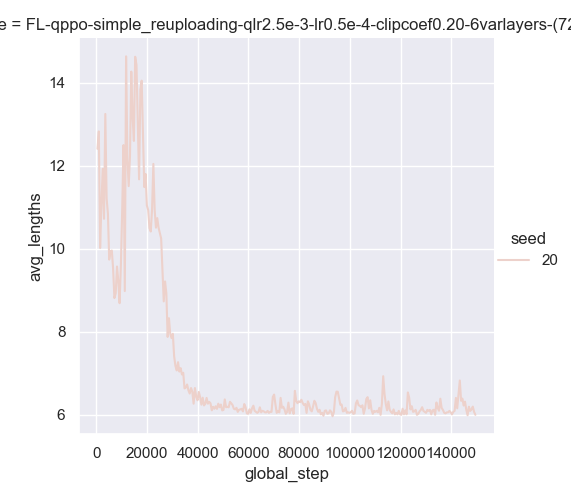 e = FL-qppo-simple_reuploading-qlr2.5e-3-lr0.5e-4-clipcoef0.20-6varlayers-(72
14
12
10
8
6
avg_lengths
seed
20
0 20000 40000 60000 80000 100000 120000 140000
global_step